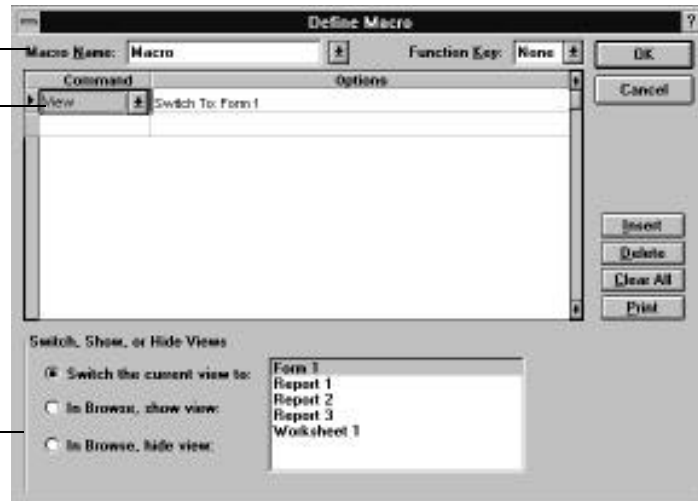 Define Macro
?
Macro Name: Macro
Function Key: None
OK
Cancel
Command Options
View Switch To: Form 1
Insert
Delete
Clear All
Print
Switch, Show, or Hide Views
Switch the current view to:
In Browse, show view:
In Browse, hide view:
Form 1
Report 1
Report 2
Report 3
Worksheet 1